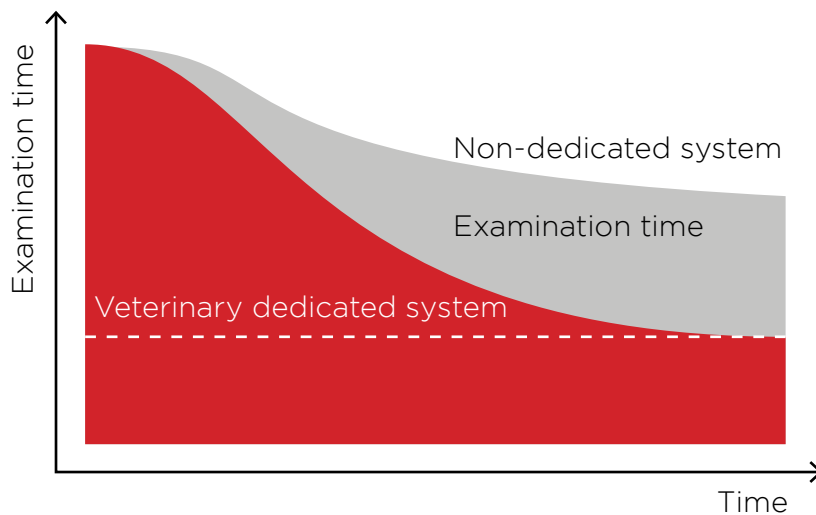 Examination time
Non-dedicated system
Examination time
Veterinary dedicated system
Time